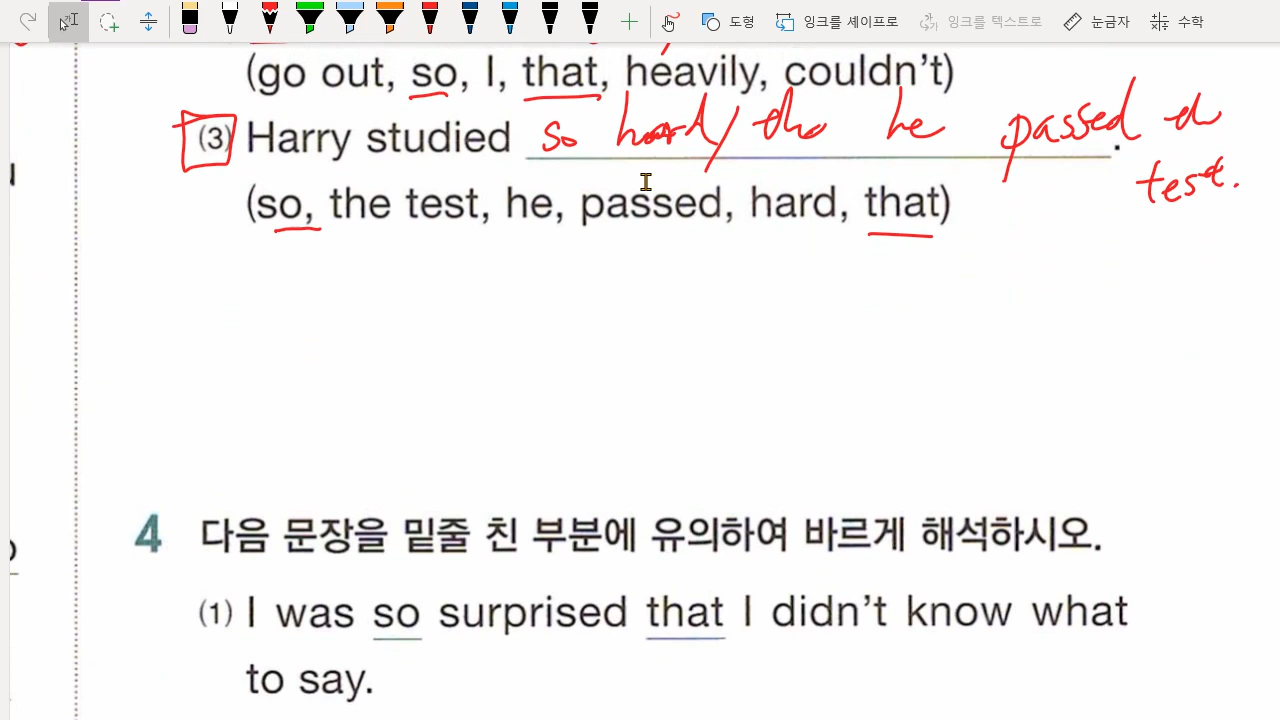 도형 잉크를 셰이프로 잉크를 텍스트로 눈금자 수학
(go out, so, I, that, heavily, couldn't)
(3) Harry studied so hard / he passed .
test.
(so, the test, he, passed, hard, that)
4 다음 문장을 밑줄 친 부분에 유의하여 바르게 해석하시오.
(1) I was so surprised that I didn't know what
to say.